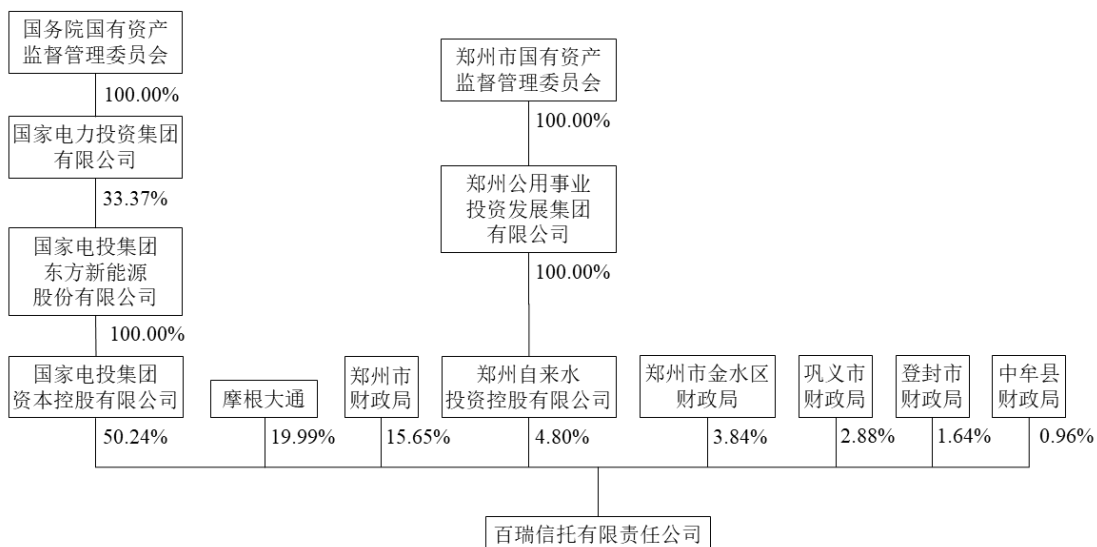 国务院国有资产
监督管理委员会
100.00%
国家电力投资集团
有限公司
33.37%
国家电投集团
东方新能源
股份有限公司
100.00%
国家电投集团
资本控股有限公司
50.24%
摩根大通
19.99%
郑州市
财政局
15.65%
郑州市国有资产
监督管理委员会
100.00%
郑州公用事业
投资发展集团
有限公司
100.00%
郑州自来水
投资控股有限公司
4.80%
郑州市金水区
财政局
3.84%
巩义市
财政局
2.88%
登封市
财政局
1.64%
中牟县
财政局
0.96%
百瑞信托有限责任公司